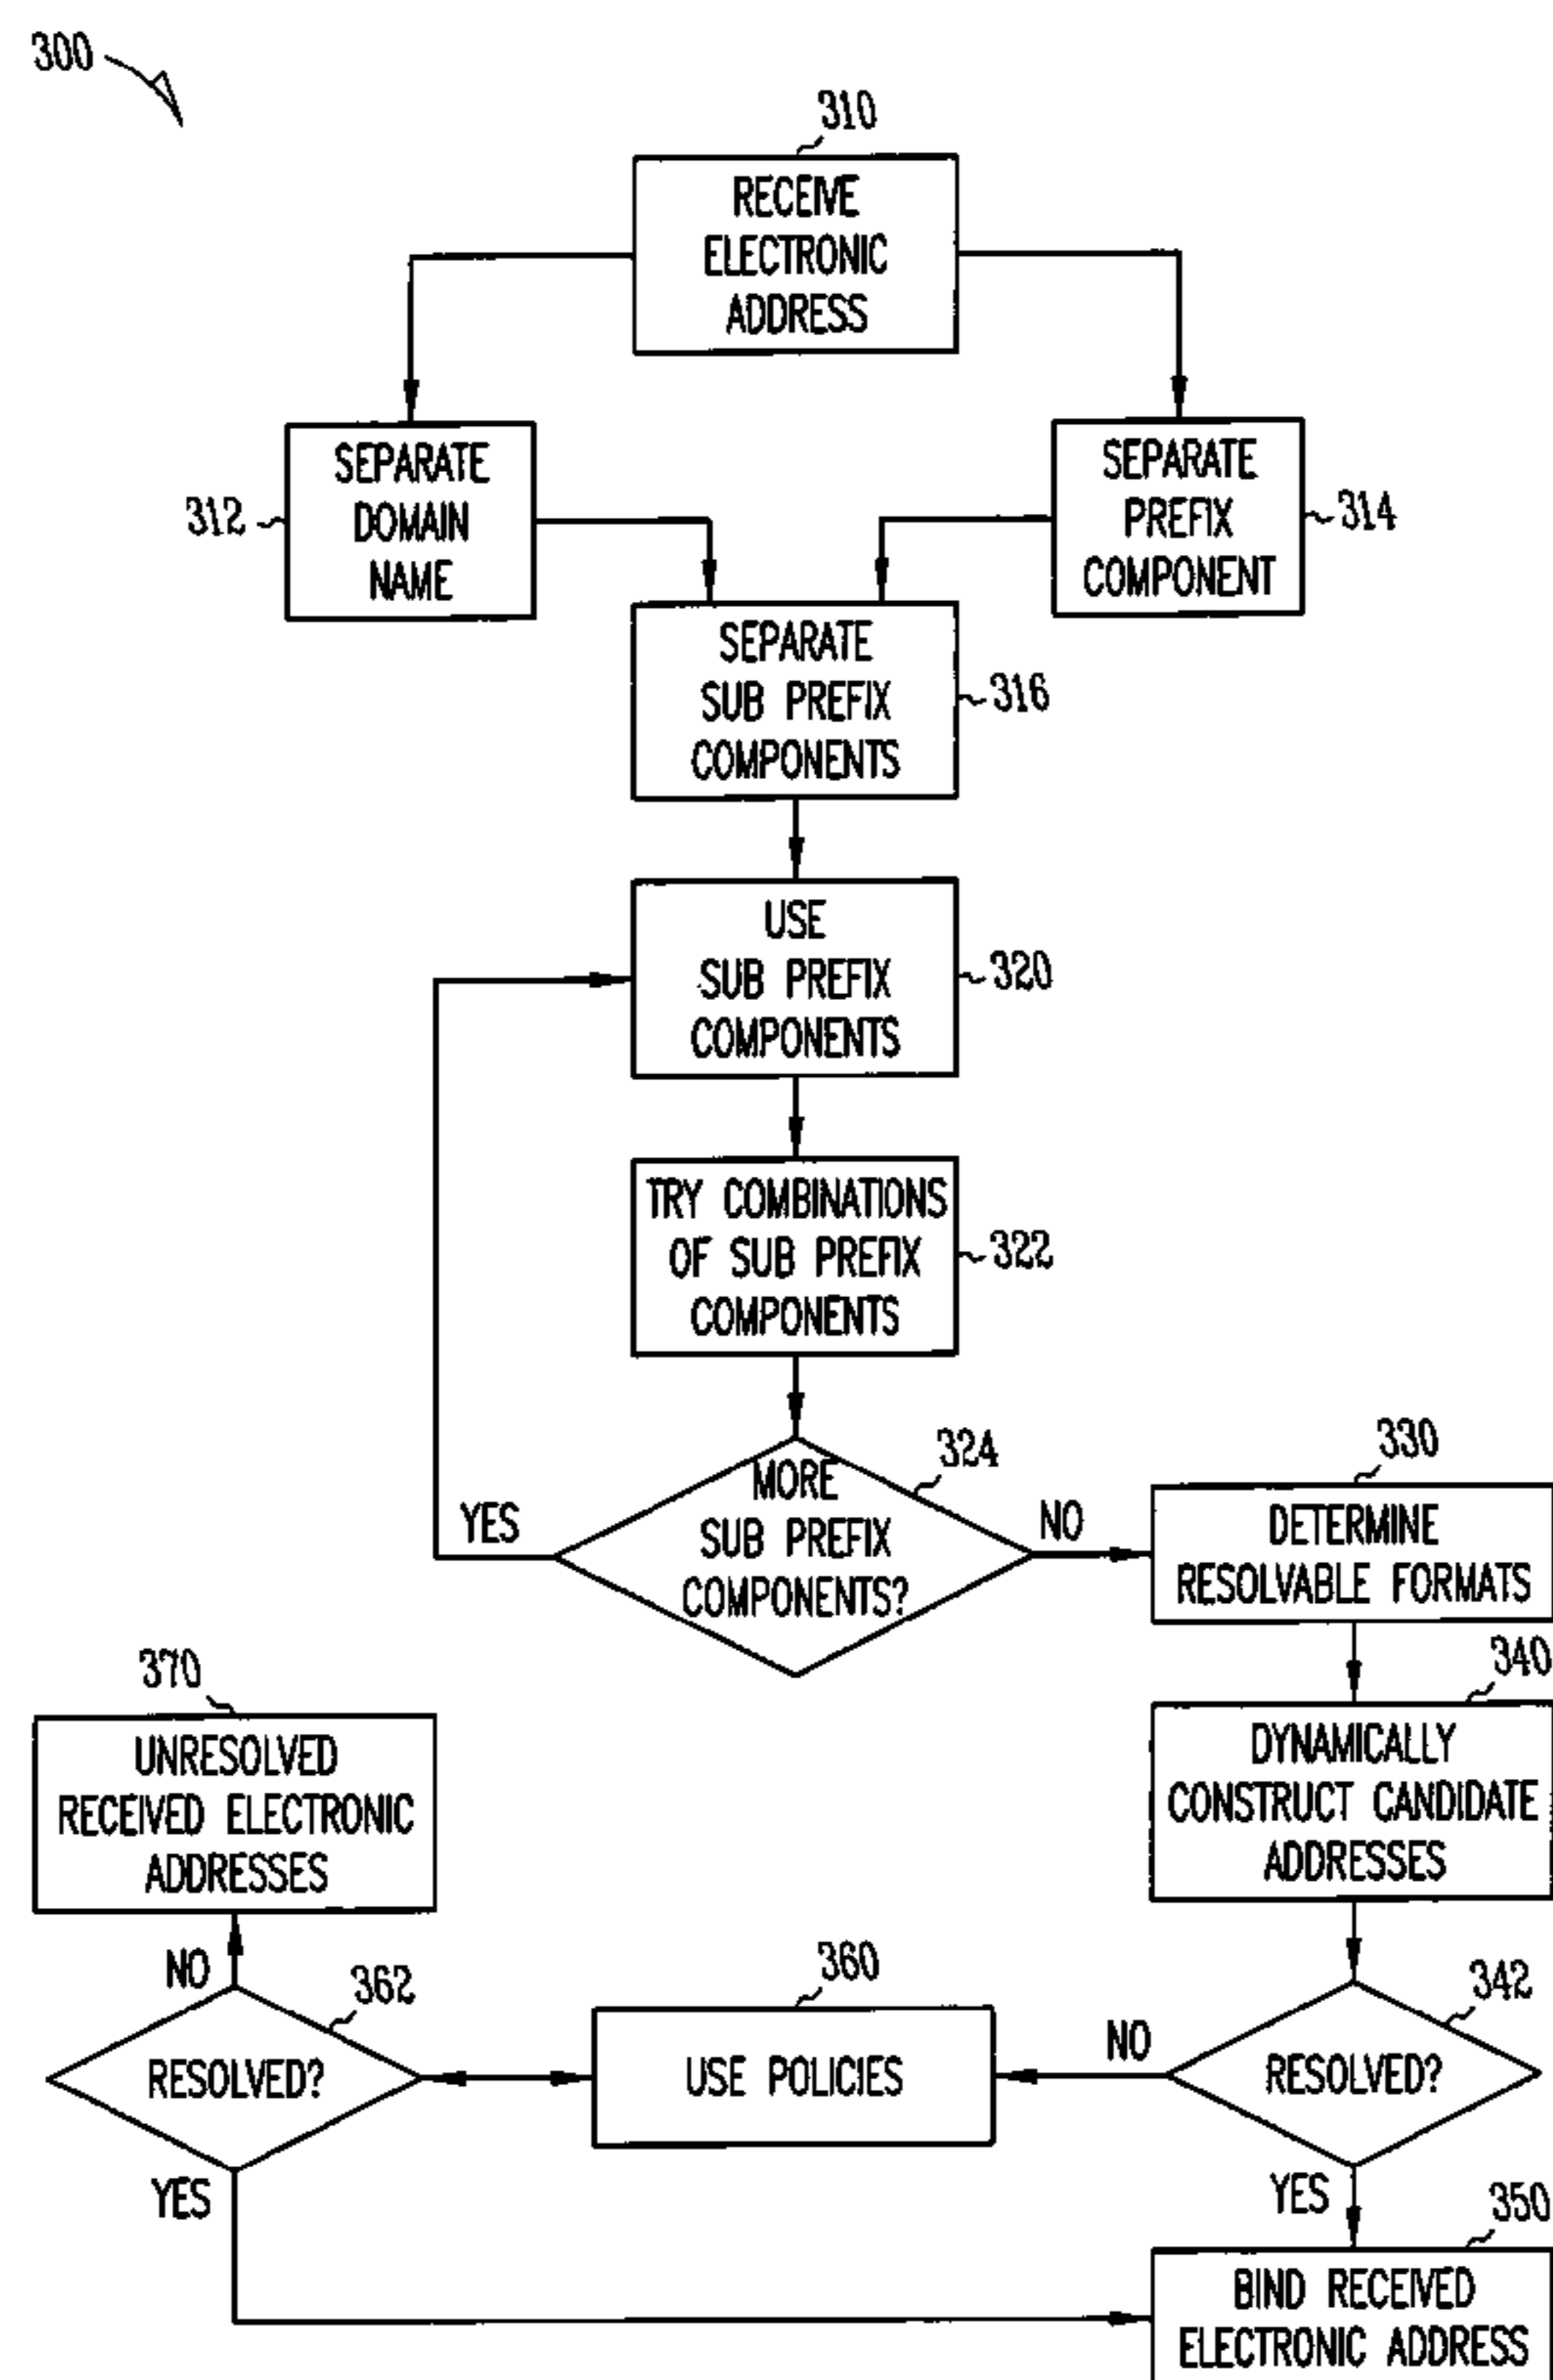 300
310
RECEIVE
ELECTRONIC
ADDRESS
312
SEPARATE
DOMAIN
NAME
SEPARATE
PREFIX
COMPONENT
314
SEPARATE
SUB PREFIX
COMPONENTS
316
USE
SUB PREFIX
COMPONENTS
320
TRY COMBINATIONS
OF SUB PREFIX
COMPONENTS
322
324
MORE
SUB PREFIX
COMPONENTS?
YES
NO
330
DETERMINE
RESOLVABLE FORMATS
340
DYNAMICALLY
CONSTRUCT CANDIDATE
ADDRESSES
342
RESOLVED?
NO
YES
350
BIND RECEIVED
ELECTRONIC ADDRESS
360
USE POLICIES
362
RESOLVED?
NO
YES
370
UNRESOLVED
RECEIVED ELECTRONIC
ADDRESSES